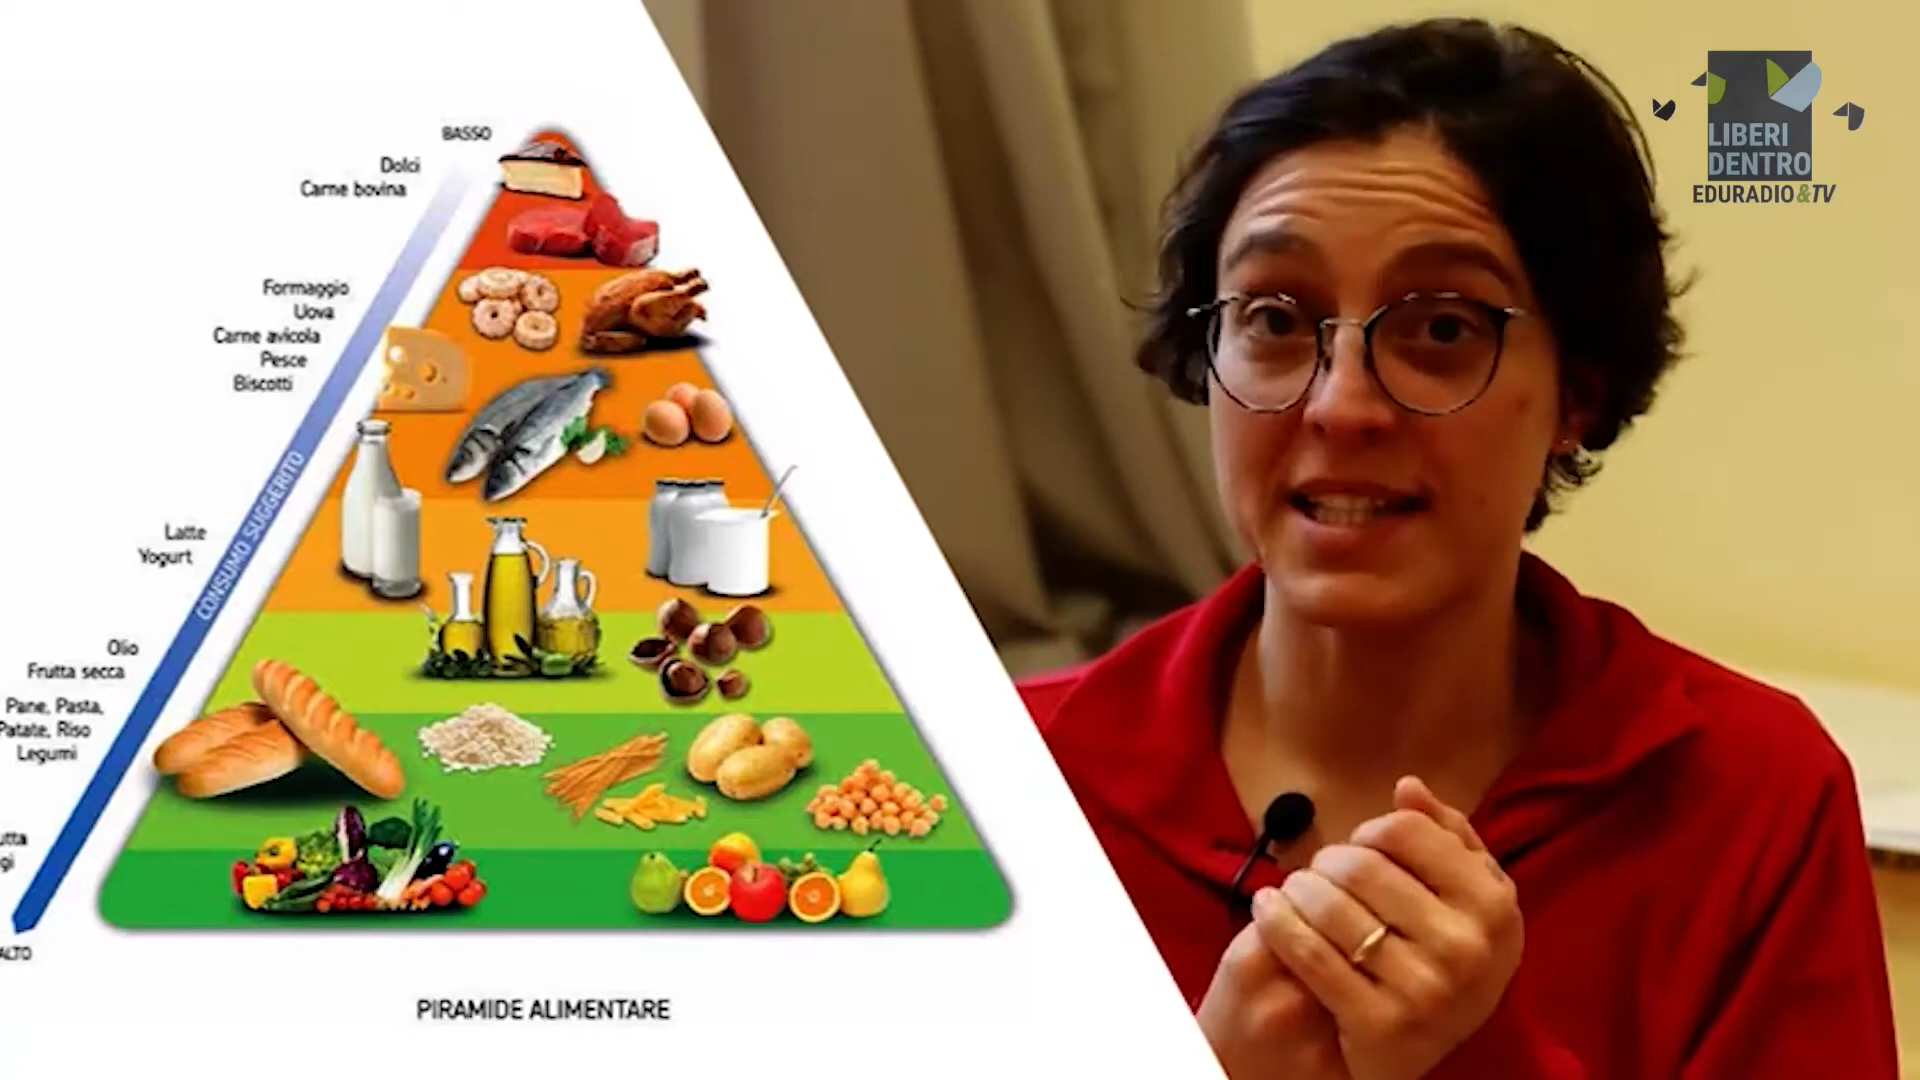 BASSO
Dolci
Carne bovina
Formaggio
Uova
Carne avicola
Pesce
Biscotti
CONSUMO SUGGERITO
Latte
Yogurt
Olio
Frutta secca
Pane, Pasta,
Patate, Riso
Legumi
PIRAMIDE ALIMENTARE
LIBERI
DENTRO
EDURADIO&TV